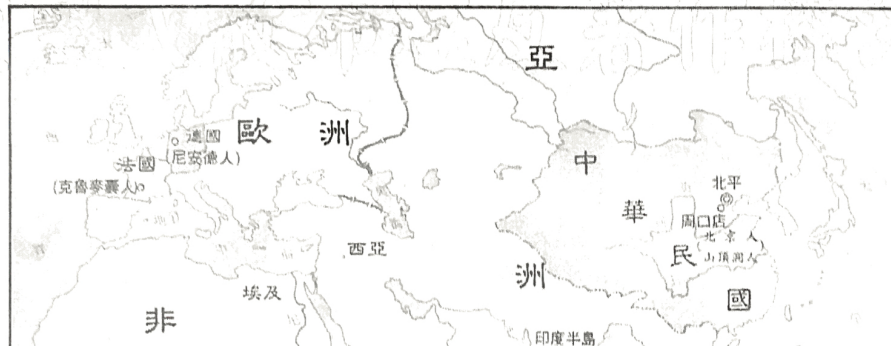 亞
歐洲
德國
(尼安德人)
法國
(克魯麥囊人)
中
華
民
國
北平
周口店
北京人
山頂洞人
西亞
洲
埃及
非
印度半島